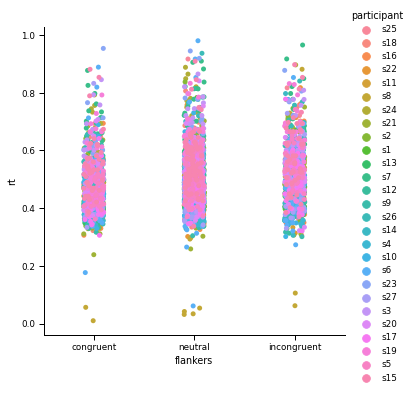 participant
1.0
0.8
0.6
0.4
0.2
0.0
rt
congruent
neutral
incongruent
flankers
s25
s18
s16
s22
s11
s8
s24
s21
s2
s1
s13
s7
s12
s9
s26
s14
s4
s10
s6
s23
s27
s3
s20
s17
s19
s5
s15